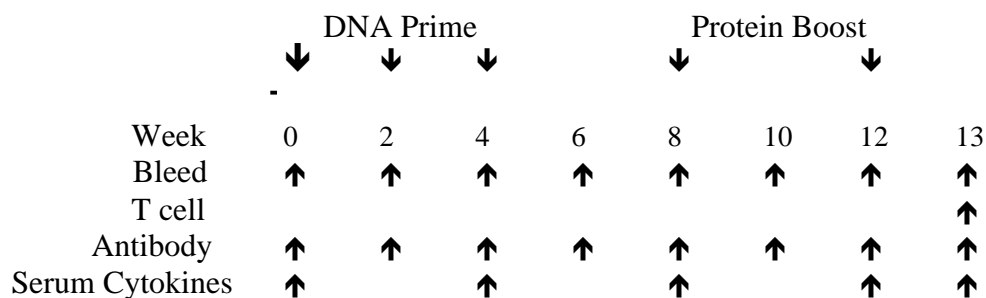 DNA Prime Protein Boost
🡫 🡫 🡫 🡫 🡫
-
Week 0 2 4 6 8 10 12 13
Bleed 🡩 🡩 🡩 🡩 🡩 🡩 🡩 🡩
T cell 🡩
Antibody 🡩 🡩 🡩 🡩 🡩 🡩 🡩 🡩
Serum Cytokines 🡩 🡩 🡩 🡩 🡩